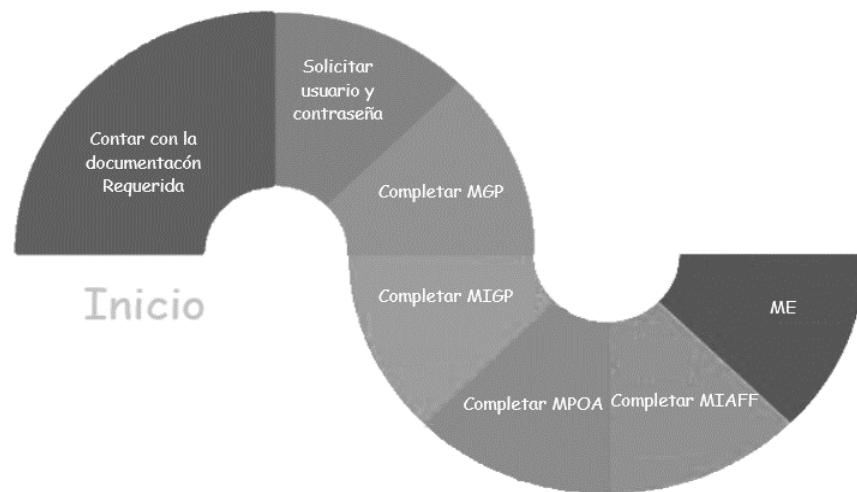 Contar con la
documentacón
Requerida
Solicitar
usuario y
contraseña
Completar MGP
Inicio
Completar MIGP
Completar MPOA
Completar MIAFF
ME